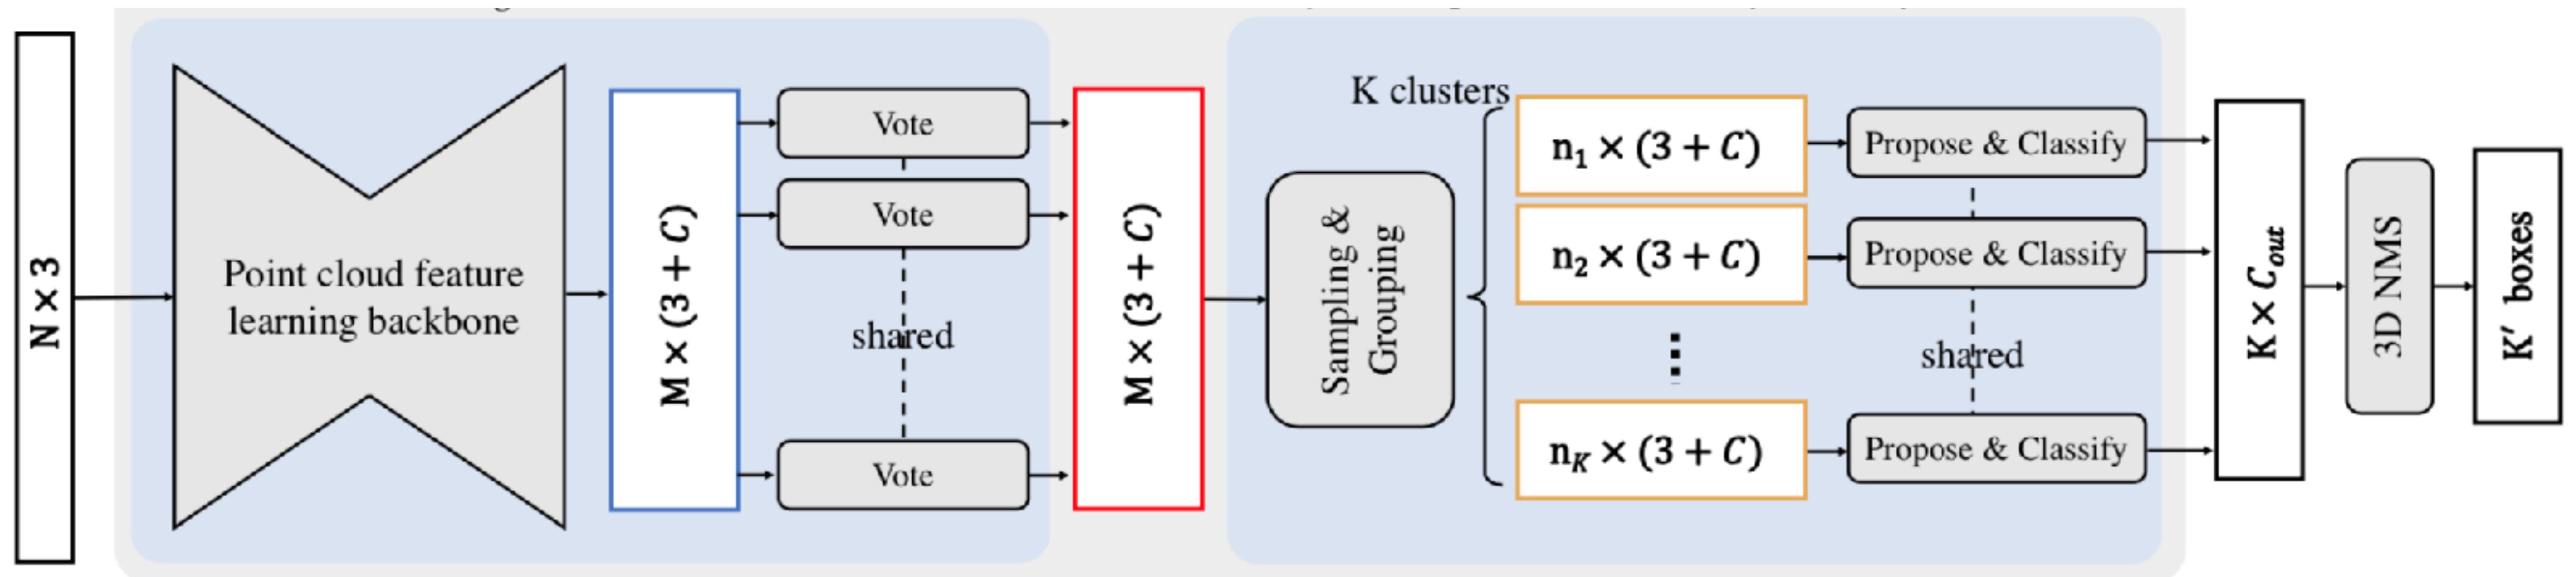 N × 3
Point cloud feature
learning backbone
M × (3 + C)
Vote
Vote
shared
Vote
M × (3 + C)
Sampling &
Grouping
K clusters
n₁ × (3 + C)
n₂ × (3 + C)
⋮
n_K × (3 + C)
Propose & Classify
Propose & Classify
shared
Propose & Classify
K × C_out
3D NMS
K′ boxes